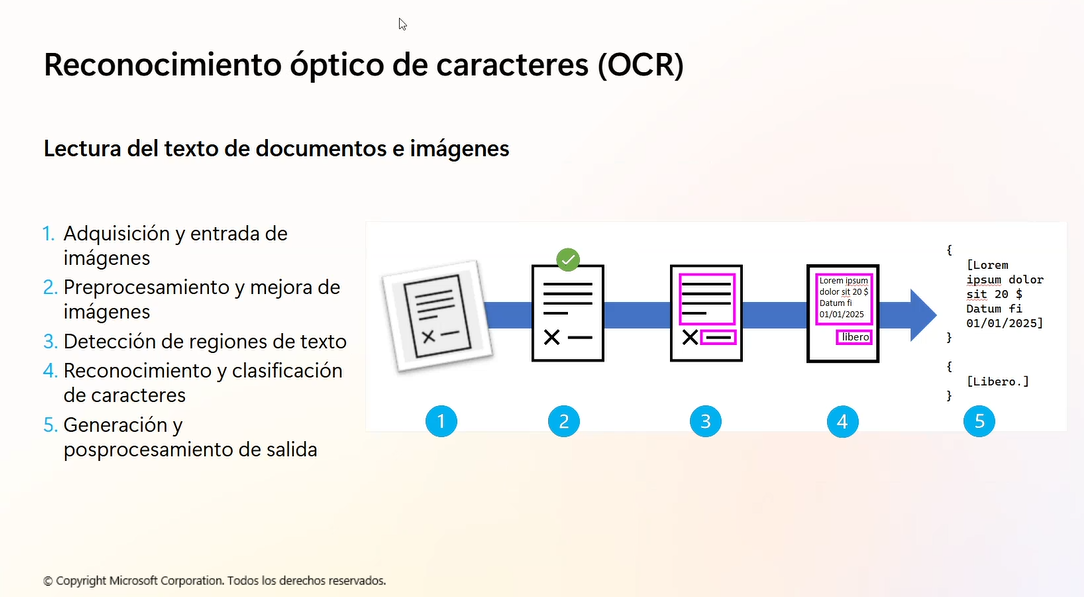 Reconocimiento óptico de caracteres (OCR)
Lectura del texto de documentos e imágenes
1. Adquisición y entrada de
imágenes
2. Preprocesamiento y mejora de
imágenes
3. Detección de regiones de texto
4. Reconocimiento y clasificación
de caracteres
5. Generación y
posprocesamiento de salida
Lorem ipsum
dolor sit 20 $
Datum fi
01/01/2025
libero
{
[Lorem
ipsum dolor
sit 20 $
Datum fi
01/01/2025]
}
{
[Libero.]
}
1
2
3
4
5
© Copyright Microsoft Corporation. Todos los derechos reservados.